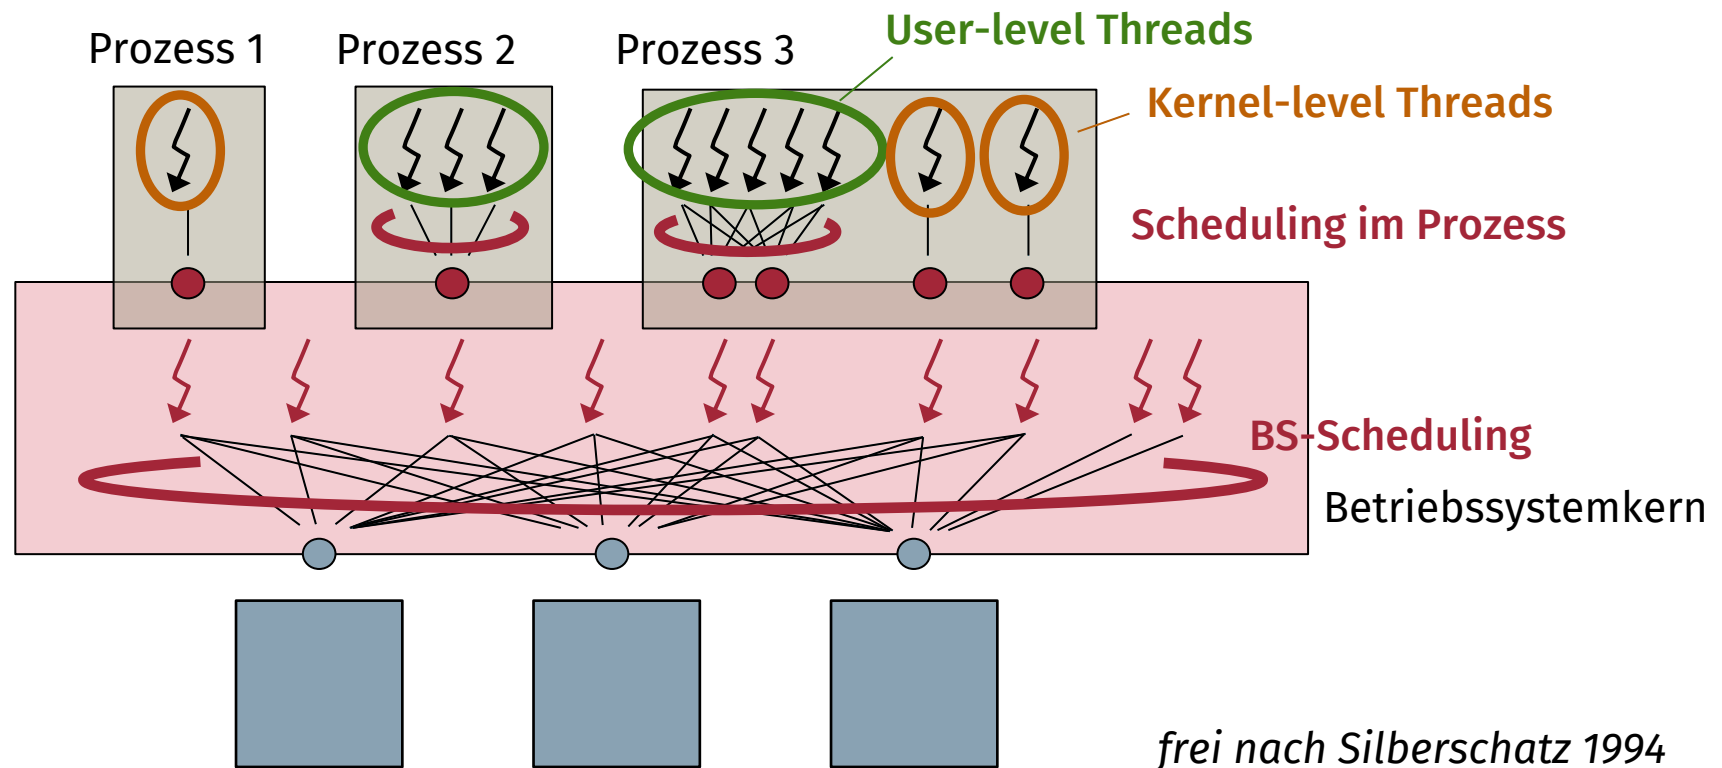 User-level Threads
Prozess 1
Prozess 2
Prozess 3
Kernel-level Threads
Scheduling im Prozess
BS-Scheduling
Betriebssystemkern
frei nach Silberschatz 1994